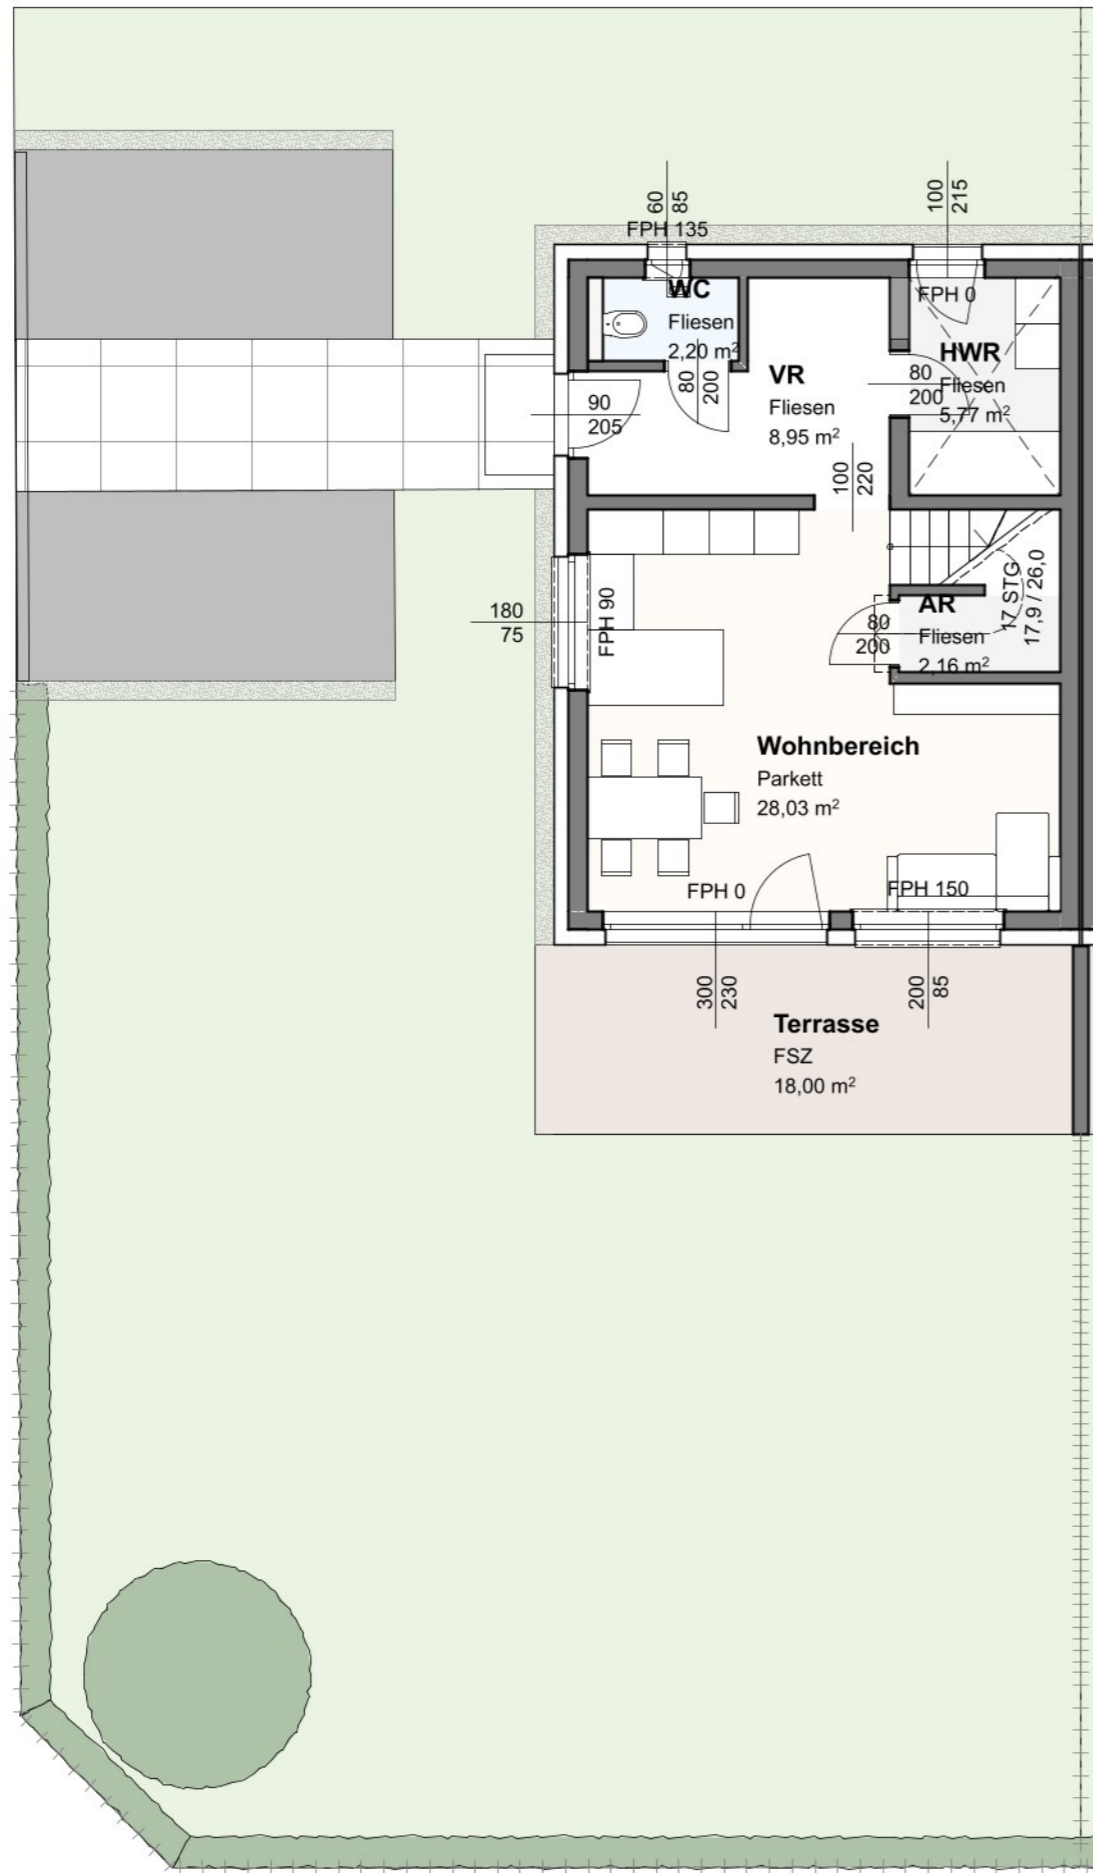 60
85
FPH 135
100
215
FPH 0
WC
Fliesen
2,20 m²
80
200
VR
Fliesen
8,95 m²
HWR
Fliesen
5,77 m²
80
200
90
205
100
220
180
75
FPH 90
17 STG
17,9 / 26,0
AR
Fliesen
2,16 m²
80
200
Wohnbereich
Parkett
28,03 m²
FPH 0
FPH 150
300
230
200
85
Terrasse
FSZ
18,00 m²